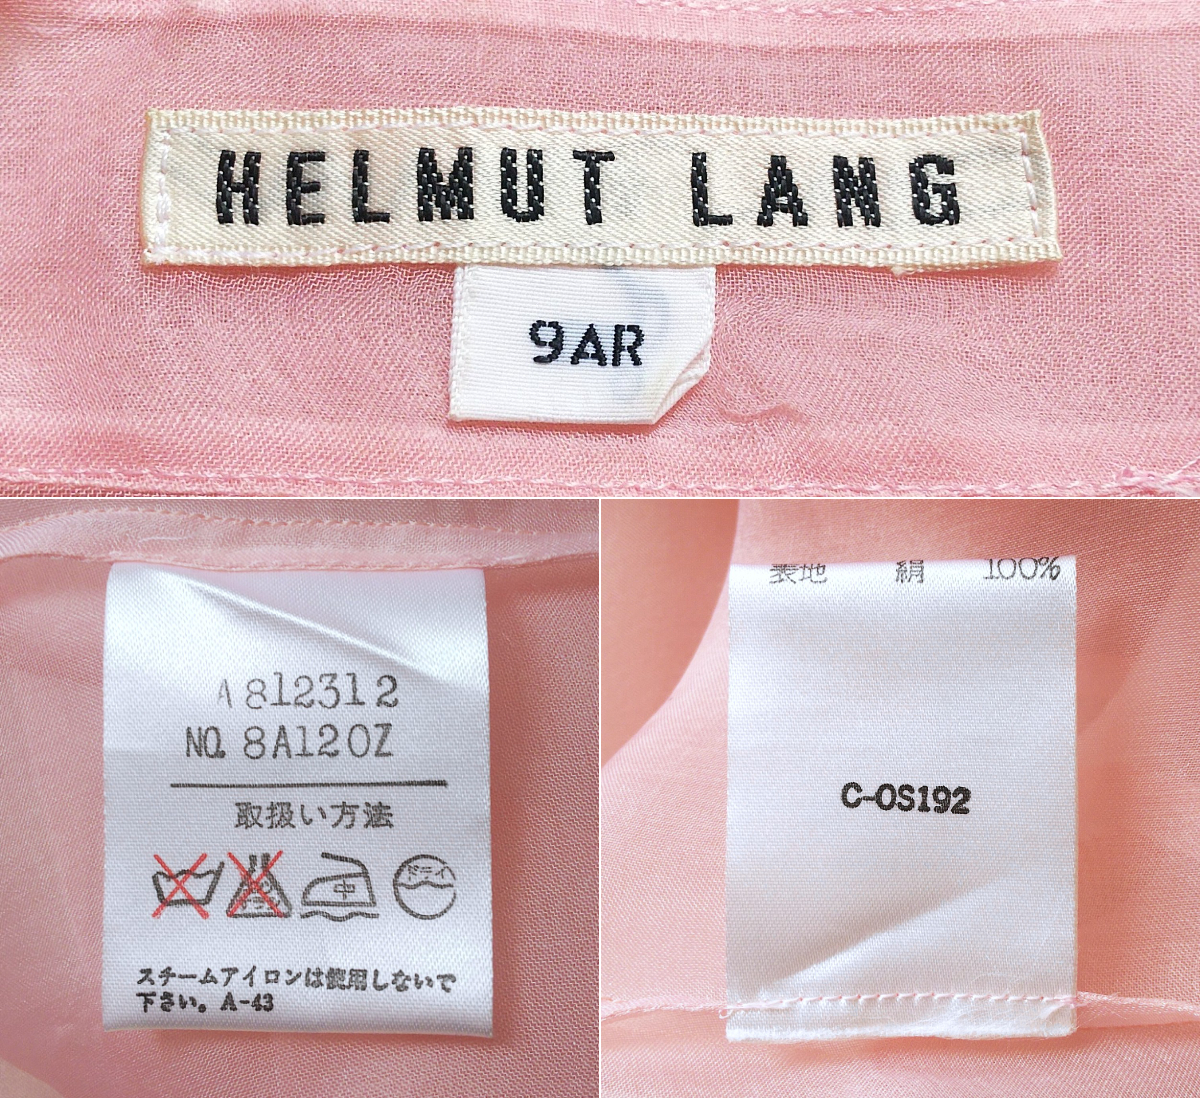 HELMUT LANG
9AR
A812312
NO. 8A120Z
取扱い方法
中
ドライ
スチームアイロンは使用しないで
下さい。A-43
表地 絹 100%
C-OS192